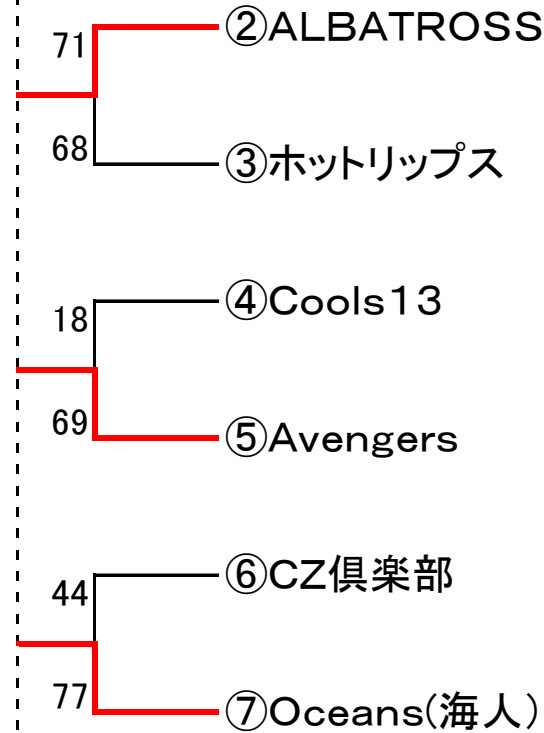 71
②ALBATROSS
68
③ホットリップス
18
④Cools13
69
⑤Avengers
44
⑥CZ倶楽部
77
⑦Oceans(海人)